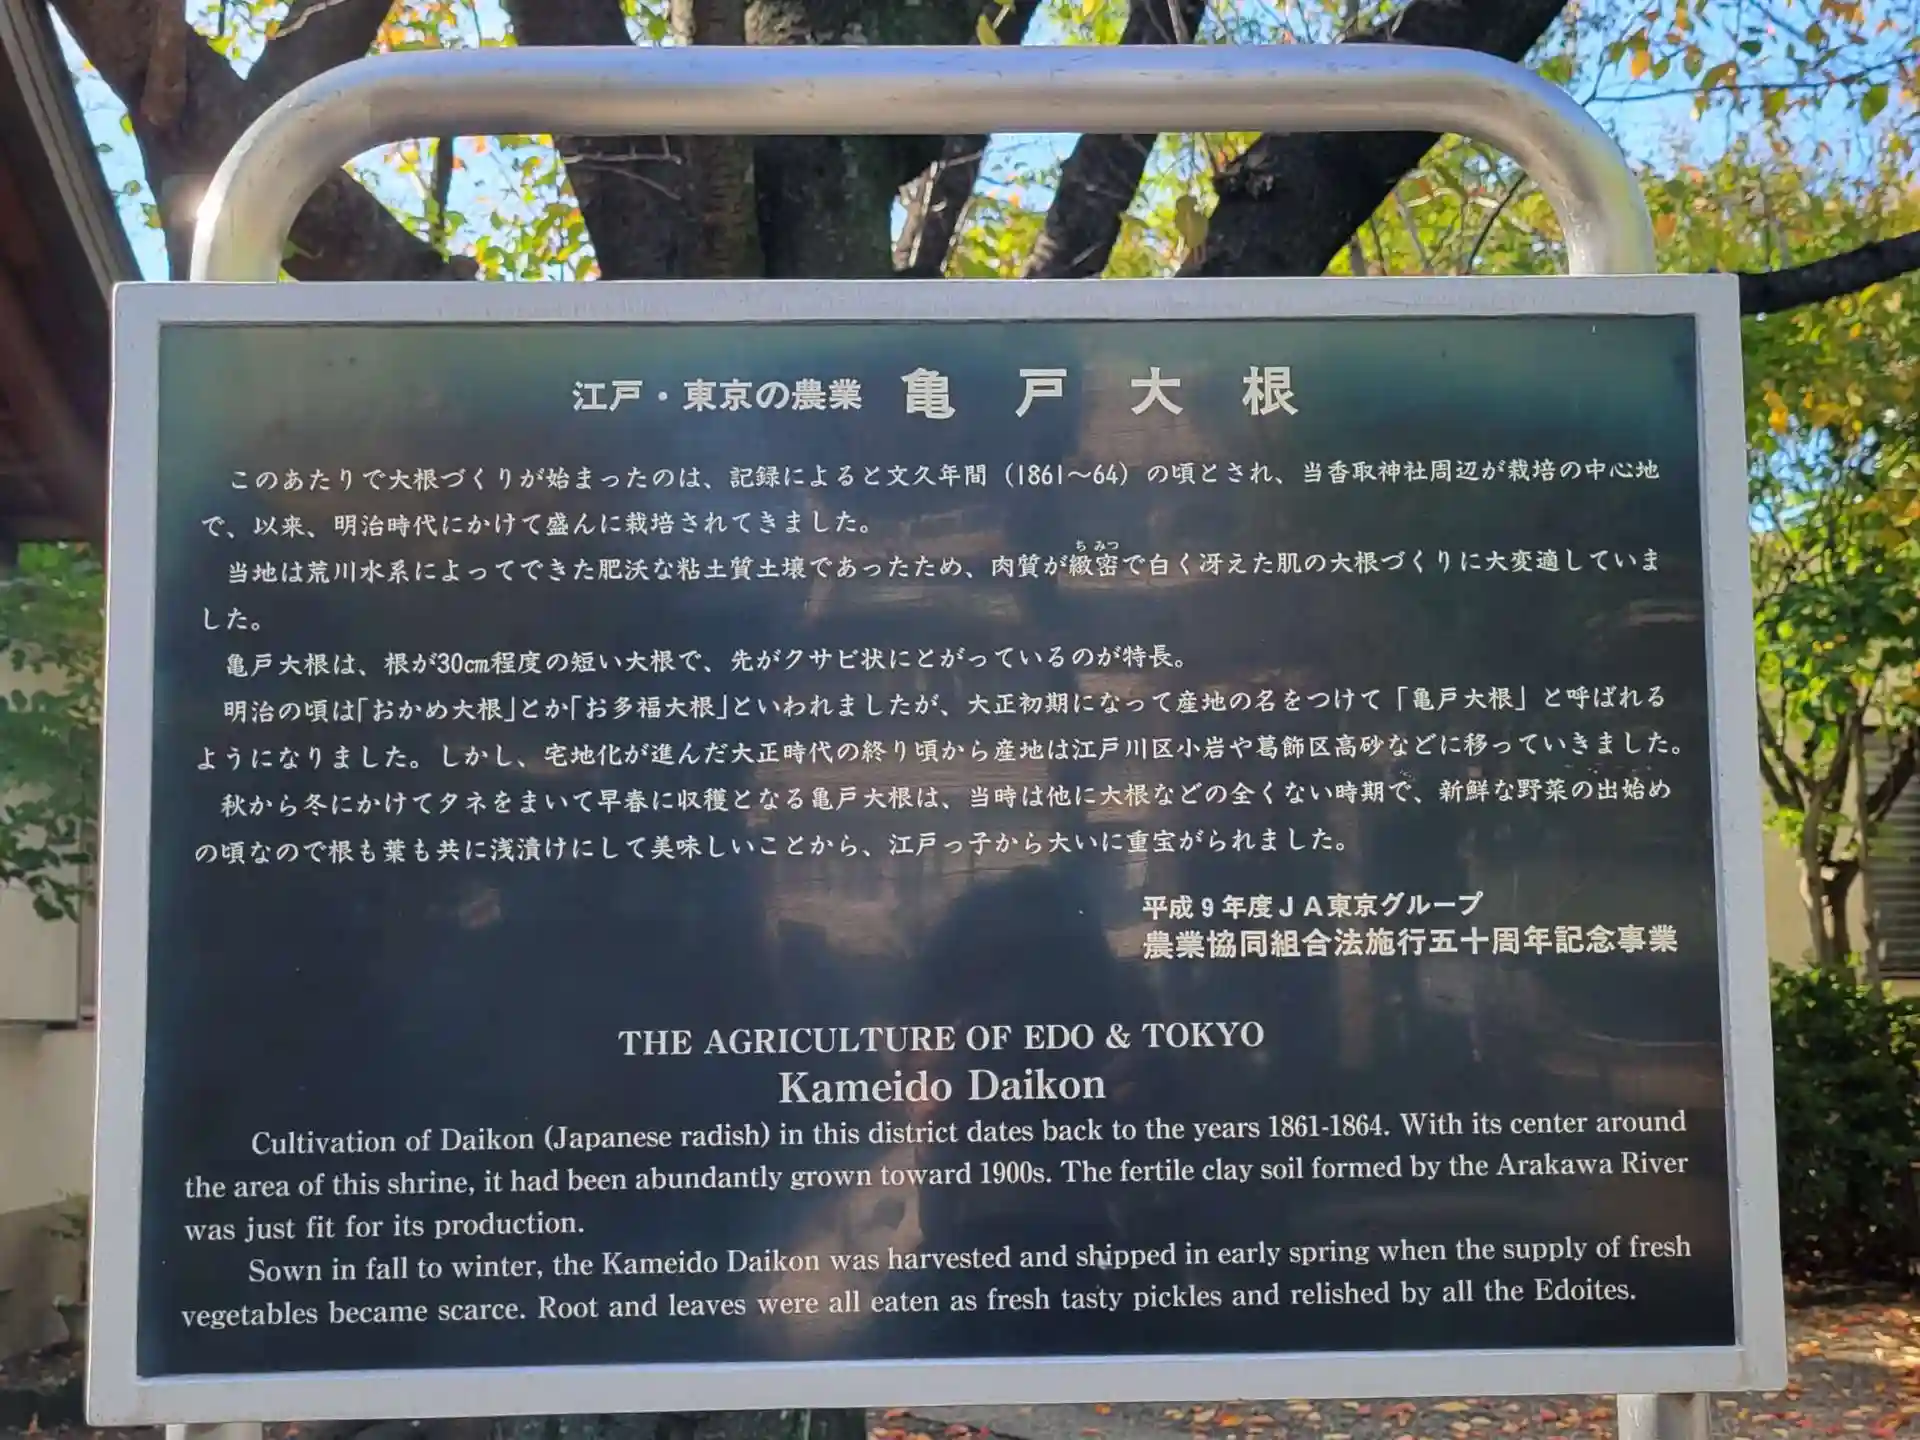 江戸・東京の農業 亀戸大根
このあたりで大根づくりが始まったのは、記録によると文久年間（1861～64）の頃とされ、当香取神社周辺が栽培の中心地
で、以来、明治時代にかけて盛んに栽培されてきました。
当地は荒川水系によってできた肥沃な粘土質土壌であったため、肉質が緻密で白く冴えた肌の大根づくりに大変適していま
ちみつ
した。
亀戸大根は、根が30㎝程度の短い大根で、先がクサビ状にとがっているのが特長。
明治の頃は「おかめ大根」とか「お多福大根」といわれましたが、大正初期になって産地の名をつけて「亀戸大根」と呼ばれる
ようになりました。しかし、宅地化が進んだ大正時代の終り頃から産地は江戸川区小岩や葛飾区高砂などに移っていきました。
秋から冬にかけてタネをまいて早春に収穫となる亀戸大根は、当時は他に大根などの全くない時期で、新鮮な野菜の出始め
の頃なので根も葉も共に浅漬けにして美味しいことから、江戸っ子から大いに重宝がられました。
平成9年度JA東京グループ
農業協同組合法施行五十周年記念事業
THE AGRICULTURE OF EDO & TOKYO
Kameido Daikon
Cultivation of Daikon (Japanese radish) in this district dates back to the years 1861-1864. With its center around
the area of this shrine, it had been abundantly grown toward 1900s. The fertile clay soil formed by the Arakawa River
was just fit for its production.
Sown in fall to winter, the Kameido Daikon was harvested and shipped in early spring when the supply of fresh
vegetables became scarce. Root and leaves were all eaten as fresh tasty pickles and relished by all the Edoites.